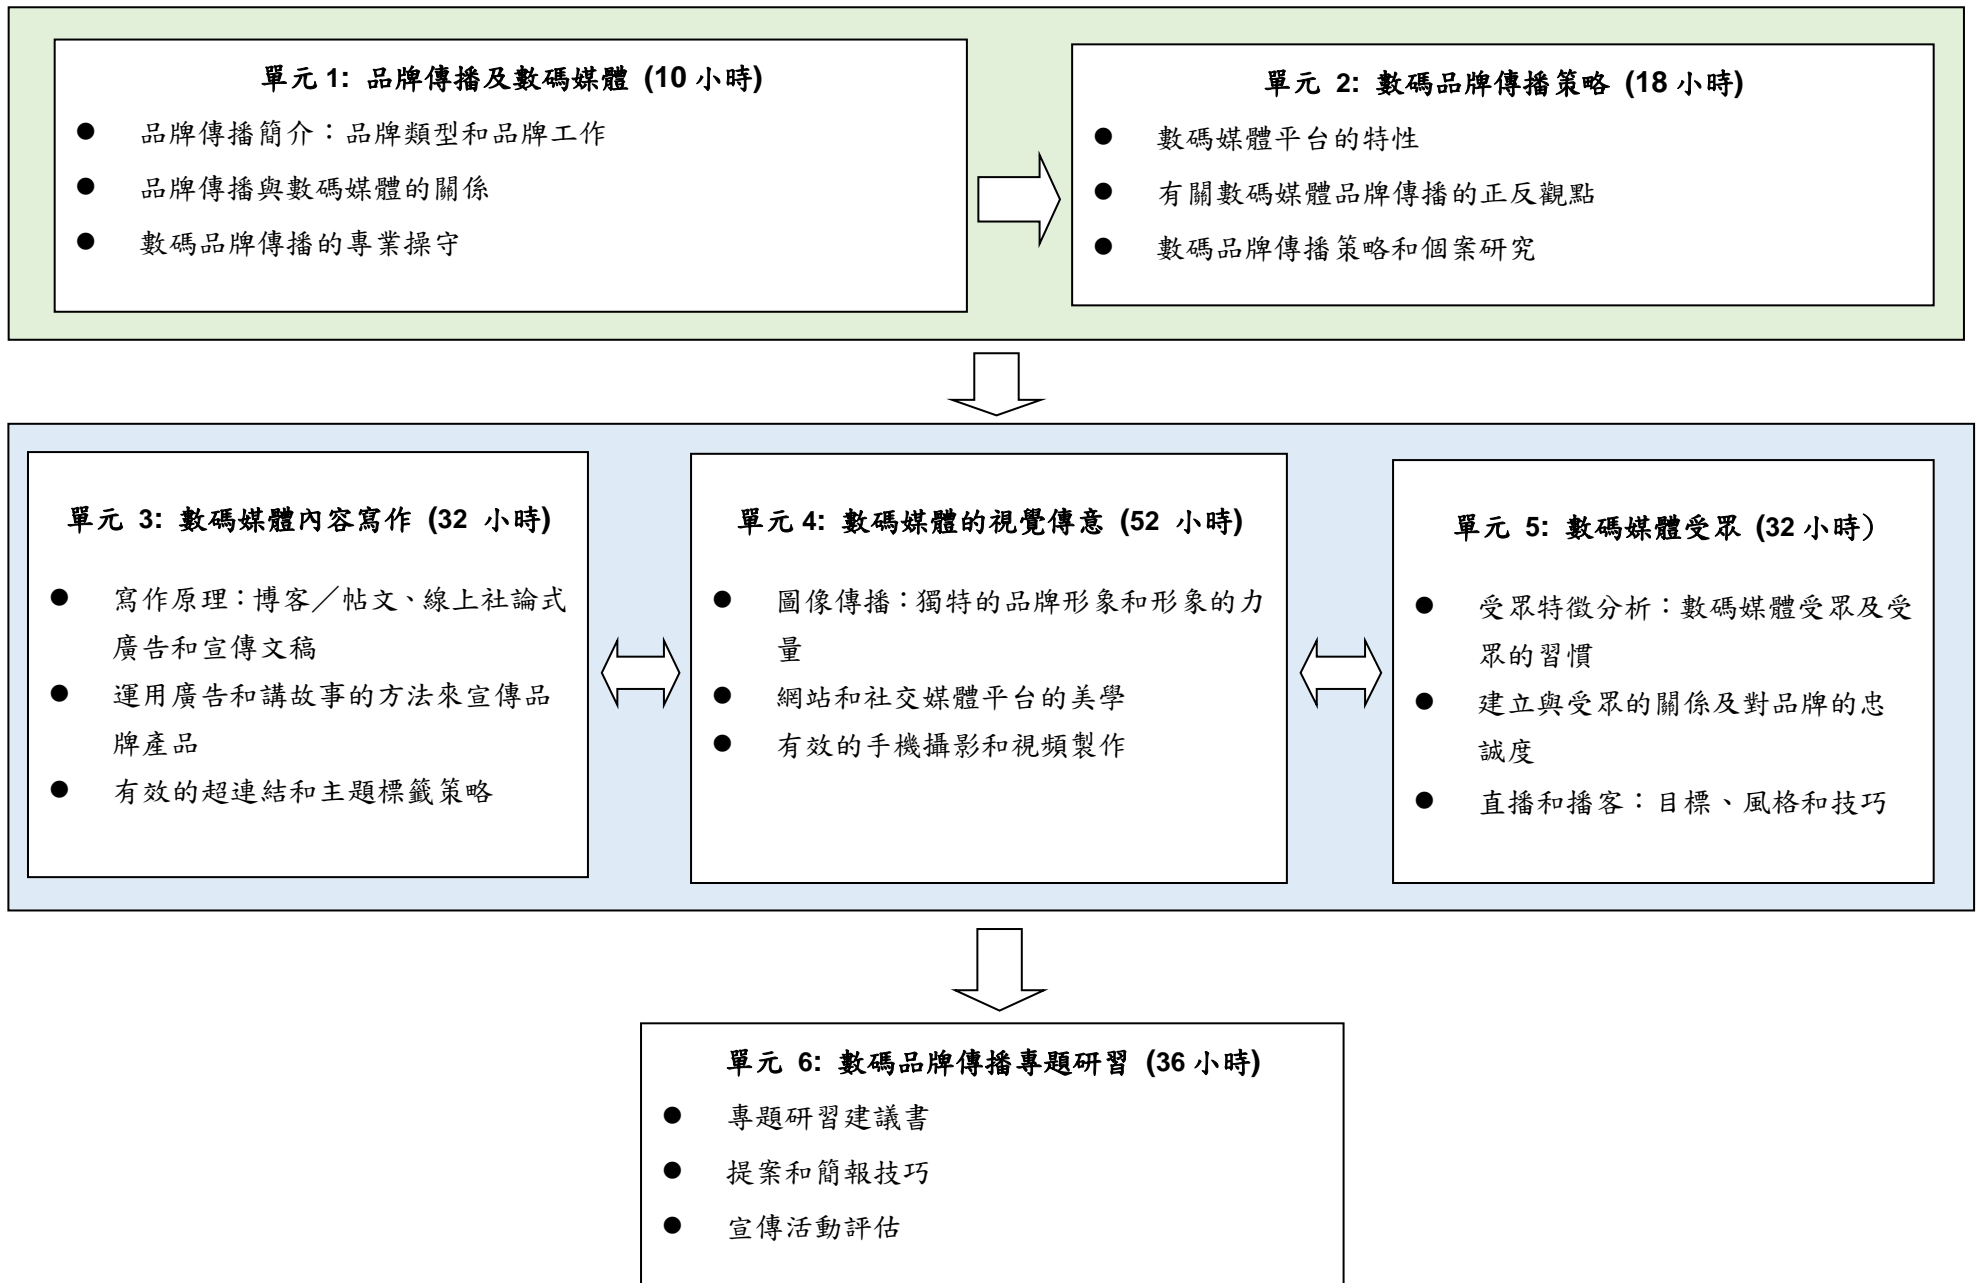 單元 1: 品牌傳播及數碼媒體 (10 小時)
● 品牌傳播簡介：品牌類型和品牌工作
● 品牌傳播與數碼媒體的關係
● 數碼品牌傳播的專業操守
單元 2: 數碼品牌傳播策略 (18 小時)
● 數碼媒體平台的特性
● 有關數碼媒體品牌傳播的正反觀點
● 數碼品牌傳播策略和個案研究
單元 3: 數碼媒體內容寫作 (32 小時)
● 寫作原理：博客／帖文、線上社論式
廣告和宣傳文稿
● 運用廣告和講故事的方法來宣傳品
牌產品
● 有效的超連結和主題標籤策略
單元 4: 數碼媒體的視覺傳意 (52 小時)
● 圖像傳播：獨特的品牌形象和形象的力
量
● 網站和社交媒體平台的美學
● 有效的手機攝影和視頻製作
單元 5: 數碼媒體受眾 (32 小時）
● 受眾特徵分析：數碼媒體受眾及受
眾的習慣
● 建立與受眾的關係及對品牌的忠
誠度
● 直播和播客：目標、風格和技巧
單元 6: 數碼品牌傳播專題研習 (36 小時)
● 專題研習建議書
● 提案和簡報技巧
● 宣傳活動評估